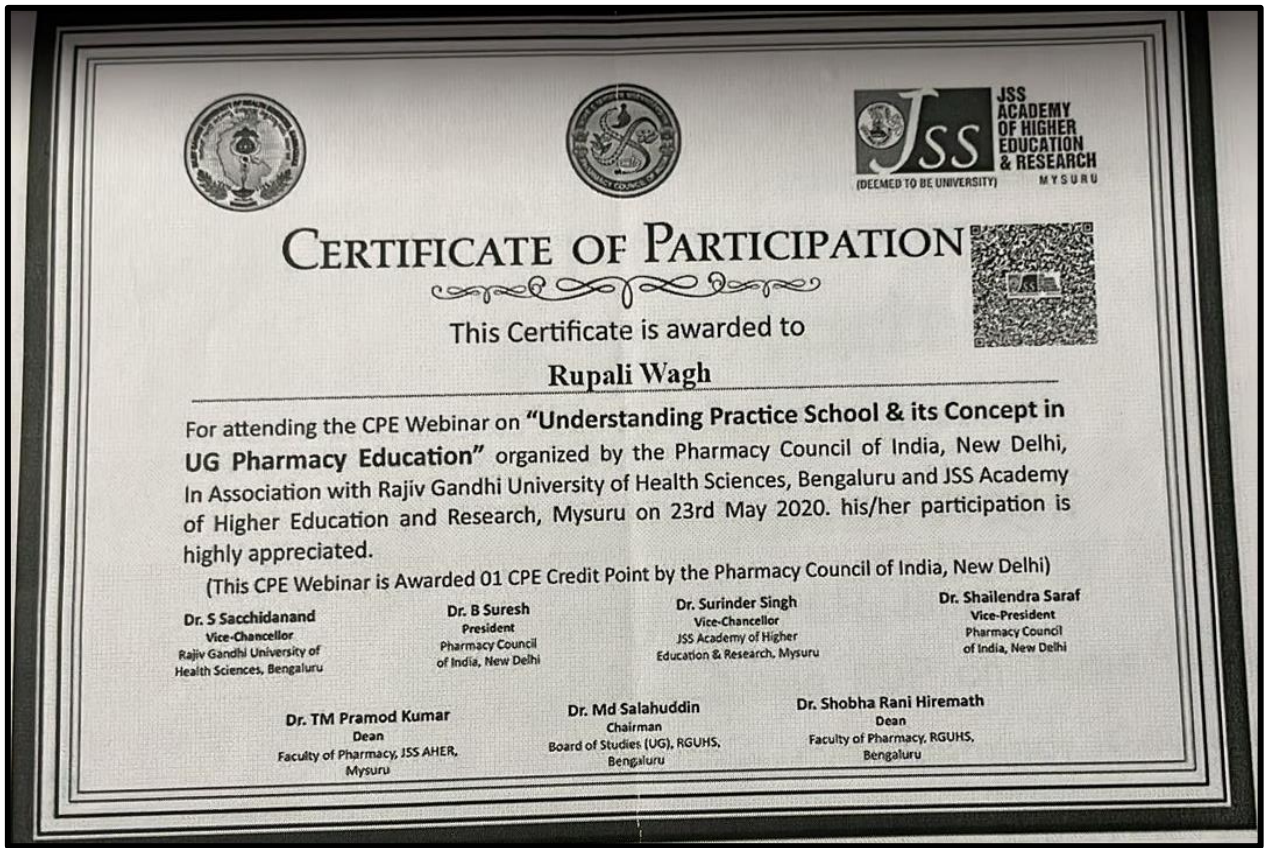 JSS
JSS
ACADEMY
OF HIGHER
EDUCATION
& RESEARCH
MYSURU
(DEEMED TO BE UNIVERSITY)
CERTIFICATE OF PARTICIPATION
This Certificate is awarded to
Rupali Wagh
For attending the CPE Webinar on “Understanding Practice School & its Concept in
UG Pharmacy Education” organized by the Pharmacy Council of India, New Delhi,
In Association with Rajiv Gandhi University of Health Sciences, Bengaluru and JSS Academy
of Higher Education and Research, Mysuru on 23rd May 2020. his/her participation is
highly appreciated.
(This CPE Webinar is Awarded 01 CPE Credit Point by the Pharmacy Council of India, New Delhi)
Dr. S Sacchidanand
Vice-Chancellor
Rajiv Gandhi University of
Health Sciences, Bengaluru
Dr. B Suresh
President
Pharmacy Council
of India, New Delhi
Dr. Surinder Singh
Vice-Chancellor
JSS Academy of Higher
Education & Research, Mysuru
Dr. Shailendra Saraf
Vice-President
Pharmacy Council
of India, New Delhi
Dr. TM Pramod Kumar
Dean
Faculty of Pharmacy, JSS AHER,
Mysuru
Dr. Md Salahuddin
Chairman
Board of Studies (UG), RGUHS,
Bengaluru
Dr. Shobha Rani Hiremath
Dean
Faculty of Pharmacy, RGUHS,
Bengaluru